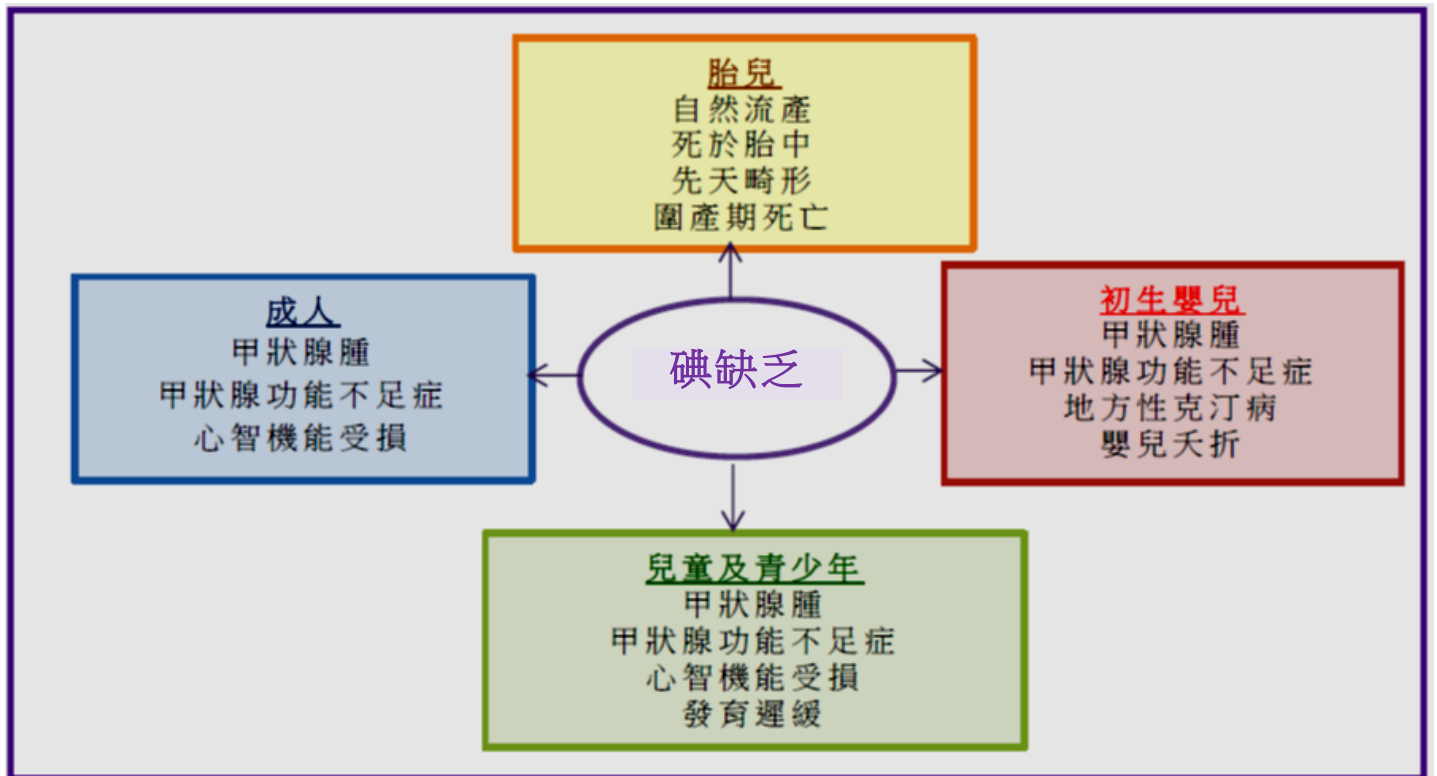 胎兒
自然流產
死於胎中
先天畸形
圍產期死亡
成人
甲狀腺腫
甲狀腺功能不足症
心智機能受損
碘缺乏
初生嬰兒
甲狀腺腫
甲狀腺功能不足症
地方性克汀病
嬰兒夭折
兒童及青少年
甲狀腺腫
甲狀腺功能不足症
心智機能受損
發育遲緩